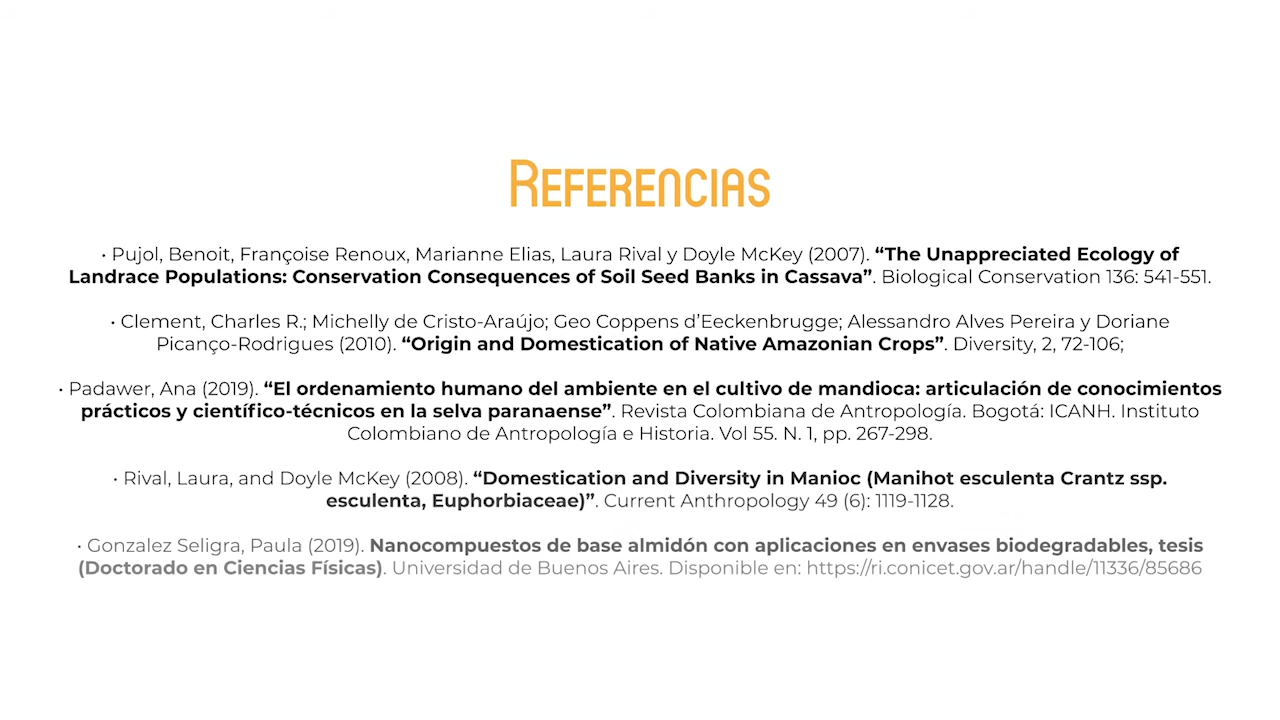 Referencias
· Pujol, Benoit, Françoise Renoux, Marianne Elias, Laura Rival y Doyle McKey (2007). “The Unappreciated Ecology of
Landrace Populations: Conservation Consequences of Soil Seed Banks in Cassava”. Biological Conservation 136: 541-551.
· Clement, Charles R.; Michelly de Cristo-Araújo; Geo Coppens d’Eeckenbrugge; Alessandro Alves Pereira y Doriane
Picanço-Rodrigues (2010). “Origin and Domestication of Native Amazonian Crops”. Diversity, 2, 72-106;
· Padawer, Ana (2019). “El ordenamiento humano del ambiente en el cultivo de mandioca: articulación de conocimientos
prácticos y científico-técnicos en la selva paranaense”. Revista Colombiana de Antropología. Bogotá: ICANH. Instituto
Colombiano de Antropología e Historia. Vol 55. N. 1, pp. 267-298.
· Rival, Laura, and Doyle McKey (2008). “Domestication and Diversity in Manioc (Manihot esculenta Crantz ssp.
esculenta, Euphorbiaceae)”. Current Anthropology 49 (6): 1119-1128.
· Gonzalez Seligra, Paula (2019). Nanocompuestos de base almidón con aplicaciones en envases biodegradables, tesis
(Doctorado en Ciencias Físicas). Universidad de Buenos Aires. Disponible en: https://ri.conicet.gov.ar/handle/11336/85686